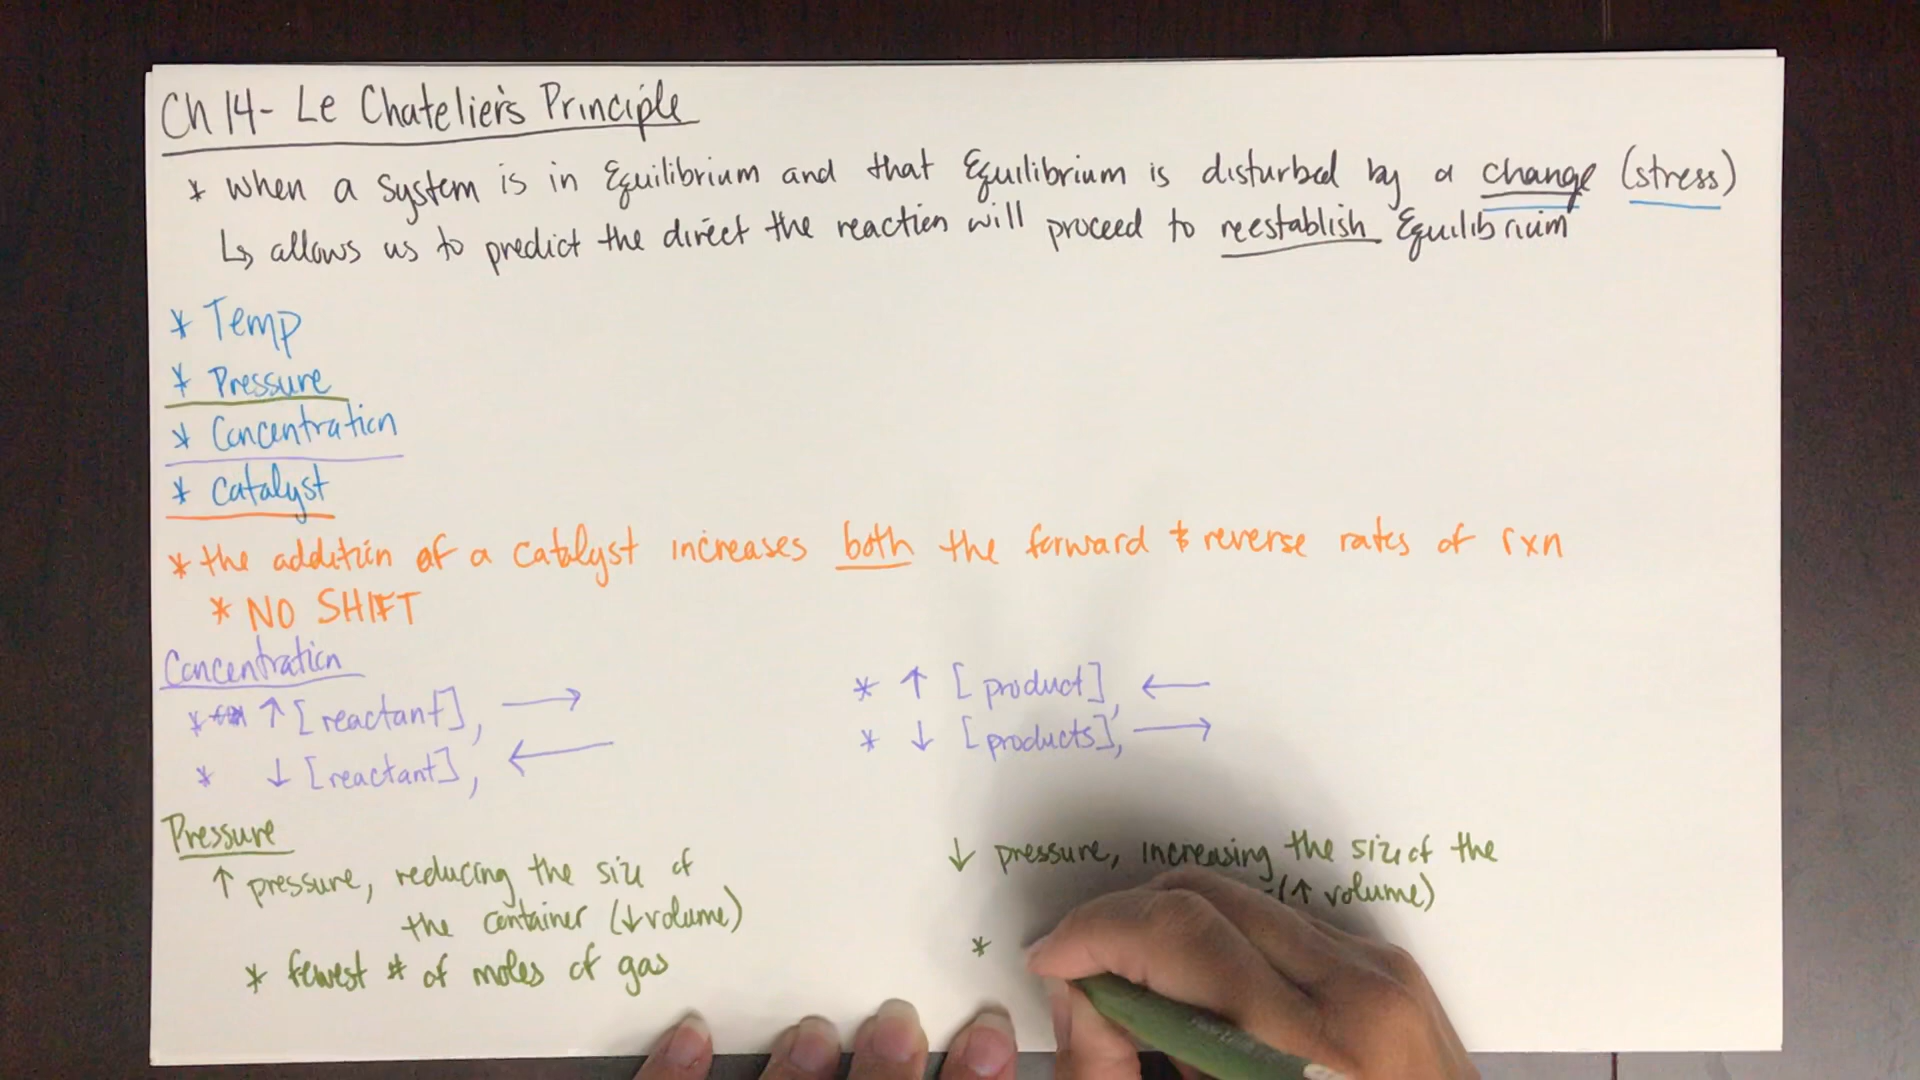 Ch 14- Le Chatelier's Principle
* When a system is in Equilibrium and that Equilibrium is disturbed by a change (stress)
↳ allows us to predict the direct the reaction will proceed to reestablish Equilibrium
* Temp
* Pressure
* Concentration
* Catalyst
* the addition of a catalyst increases both the forward & reverse rates of rxn
* NO SHIFT
Concentration
* ↑ [reactant], →
* ↓ [reactant], ←
* ↑ [product], ←
* ↓ [products], →
Pressure
↑ pressure, reducing the size of
the container (↓volume)
* fewest # of moles of gas
↓ pressure, increasing the size of the
(↑ volume)
*